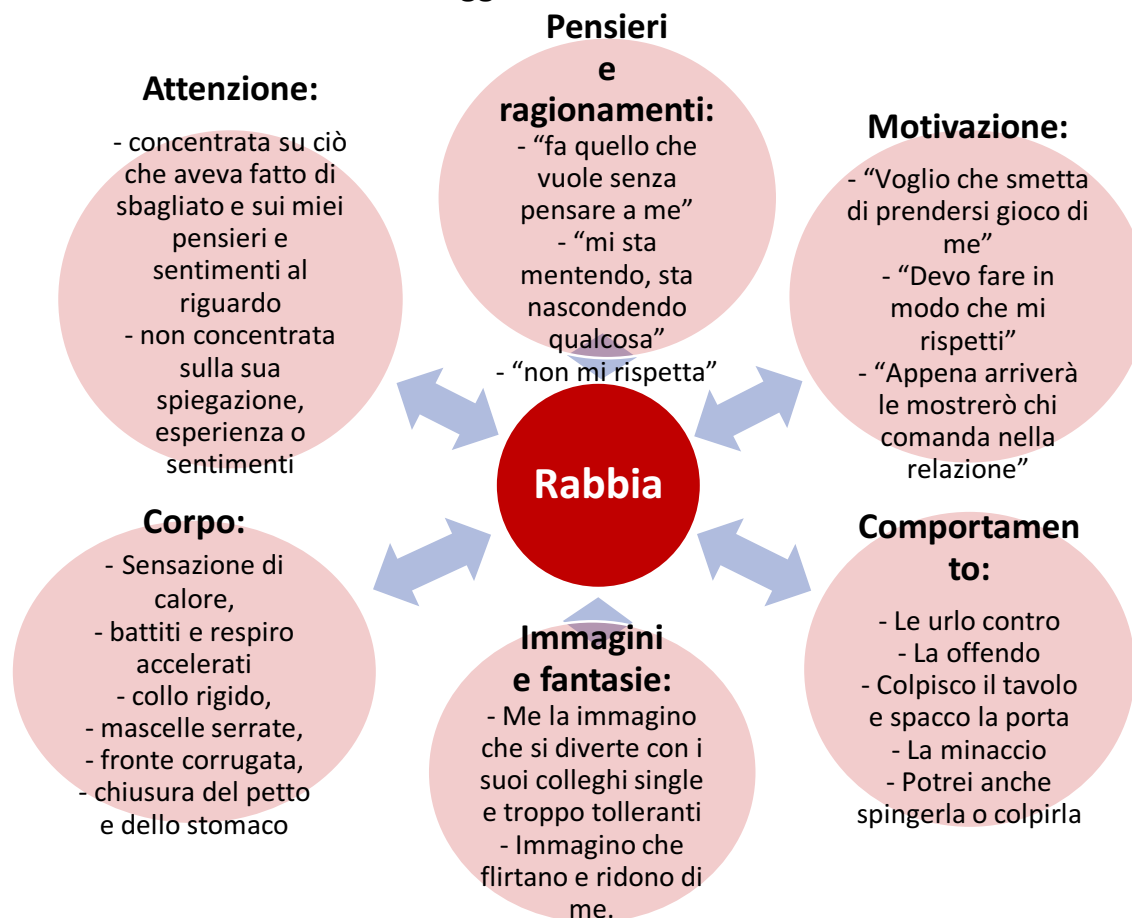 Pensieri
e
ragionamenti:
- “fa quello che
vuole senza
pensare a me”
- “mi sta
mentendo, sta
nascondendo
qualcosa”
- “non mi rispetta”
Attenzione:
- concentrata su ciò
che aveva fatto di
sbagliato e sui miei
pensieri e
sentimenti al
riguardo
- non concentrata
sulla sua
spiegazione,
esperienza o
sentimenti
Motivazione:
- “Voglio che smetta
di prendersi gioco di
me”
- “Devo fare in
modo che mi
rispetti”
- “Appena arriverà
le mostrerò chi
comanda nella
relazione”
Rabbia
Corpo:
- Sensazione di
calore,
- battiti e respiro
accelerati
- collo rigido,
- mascelle serrate,
- fronte corrugata,
- chiusura del petto
e dello stomaco
Immagini
e fantasie:
- Me la immagino
che si diverte con i
suoi colleghi single
e troppo tolleranti
- Immagino che
flirtano e ridono di
me.
Comportamen
to:
- Le urlo contro
- La offendo
- Colpisco il tavolo
e spacco la porta
- La minaccio
- Potrei anche
spingerla o colpirla